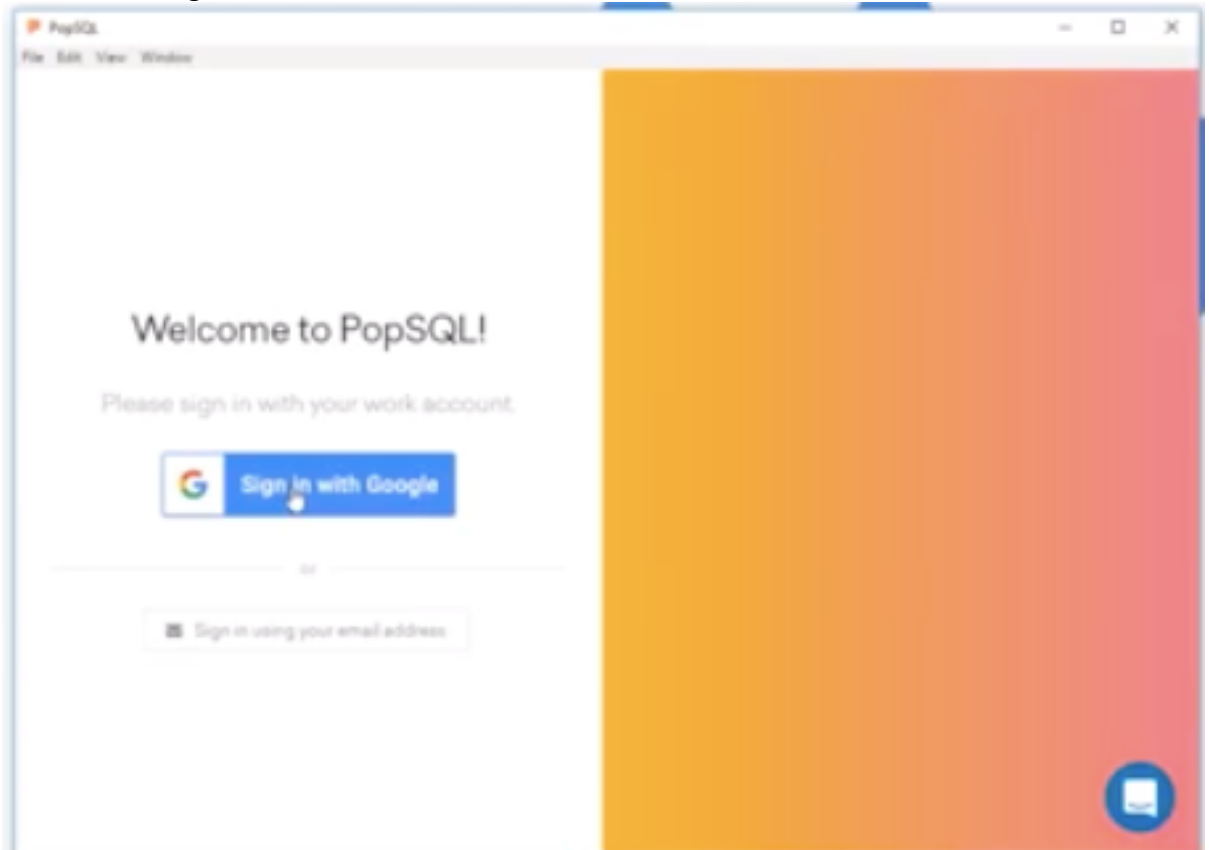 PopSQL
File Edit View Window
Welcome to PopSQL!
Please sign in with your work account.
Sign in with Google
or
Sign in using your email address